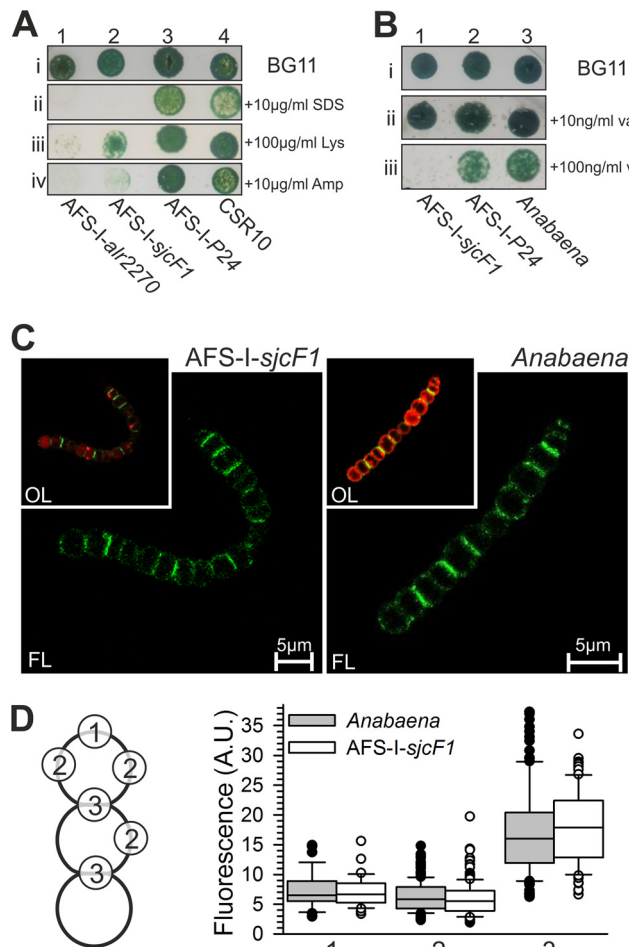 A
1 2 3 4
i BG11
ii +10µg/ml SDS
iii +100µg/ml Lys
iv +10µg/ml Amp
AFS-I-alr2270
AFS-I-sjcF1
AFS-I-P24
CSR10
B
1 2 3
i BG11
ii +10ng/ml va
iii +100ng/ml v
AFS-I-sjcF1
AFS-I-P24
Anabaena
C
AFS-I-sjcF1
Anabaena
OL
OL
FL
5µm
FL
5µm
D
1
2 2
3
2
3
Fluorescence (A.U.)
35
30
25
20
15
10
5
0
Anabaena
AFS-I-sjcF1